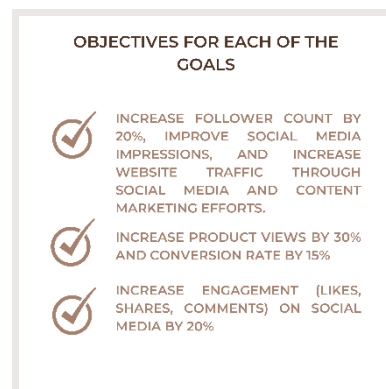 OBJECTIVES FOR EACH OF THE
GOALS
INCREASE FOLLOWER COUNT BY
20%, IMPROVE SOCIAL MEDIA
IMPRESSIONS, AND INCREASE
WEBSITE TRAFFIC THROUGH
SOCIAL MEDIA AND CONTENT
MARKETING EFFORTS.
INCREASE PRODUCT VIEWS BY 30%
AND CONVERSION RATE BY 15%
INCREASE ENGAGEMENT (LIKES,
SHARES, COMMENTS) ON SOCIAL
MEDIA BY 20%